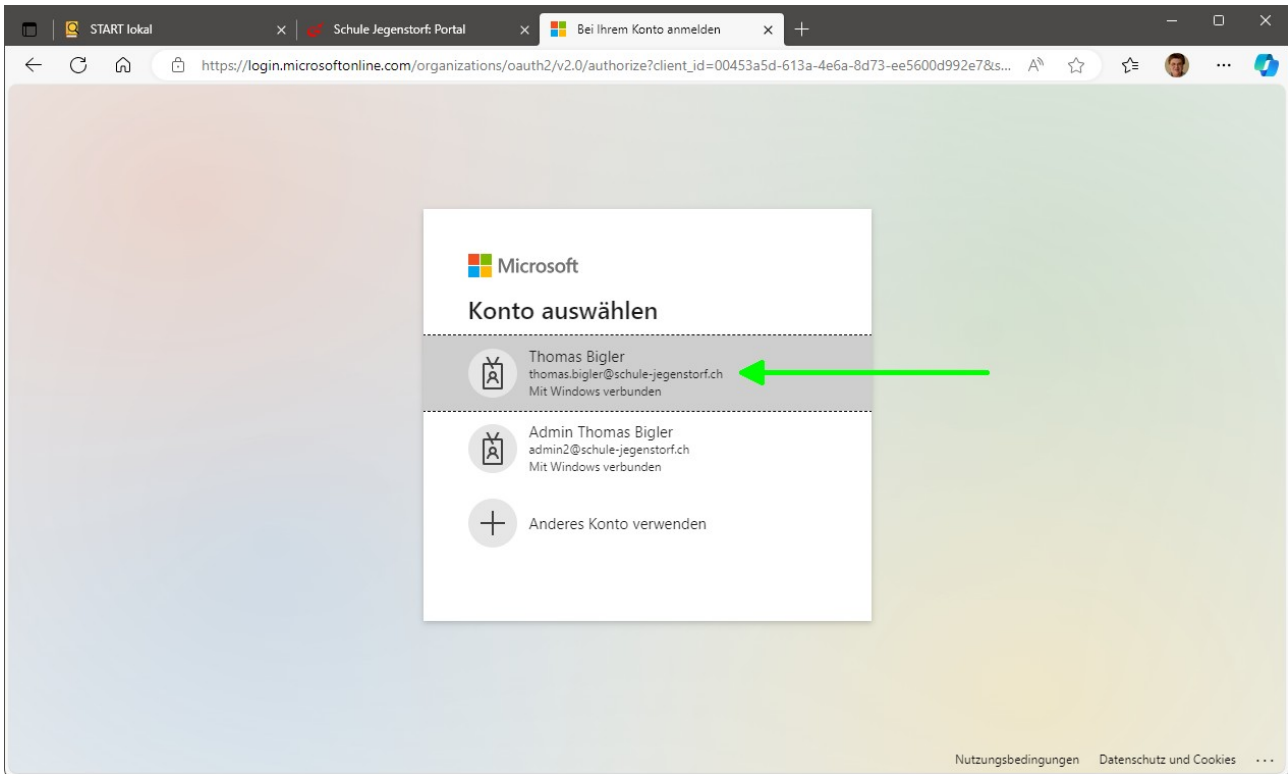 START lokal
Schule Jegenstorf: Portal
Bei Ihrem Konto anmelden
https://login.microsoftonline.com/organizations/oauth2/v2.0/authorize?client_id=00453a5d-613a-4e6a-8d73-ee5600d992e7&s...
Microsoft
Konto auswählen
Thomas Bigler
thomas.bigler@schule-jegenstorf.ch
Mit Windows verbunden
Admin Thomas Bigler
admin2@schule-jegenstorf.ch
Mit Windows verbunden
Anderes Konto verwenden
Nutzungsbedingungen Datenschutz und Cookies ...